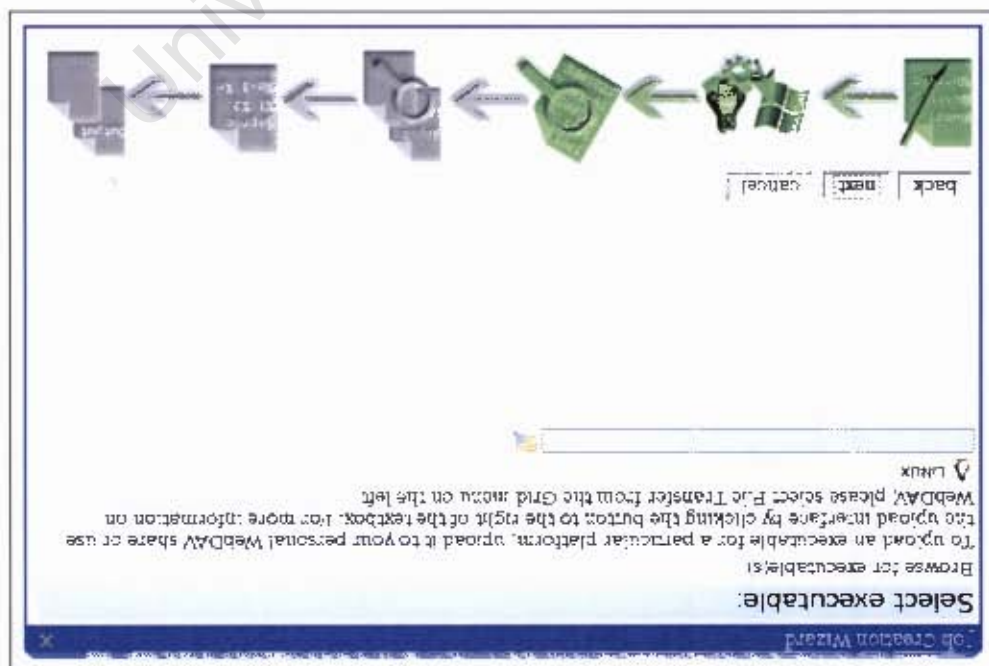 Job Creation Wizard
Select executable:
Browse for executable(s)
To upload an executable for a particular platform, upload it to your personal WebDAV share or use
the upload interface by clicking the button to the right of the textbox. For more information on
WebDAV, please select File Transfer from the Grid menu on the left
Linux
back next cancel
Output
Univ